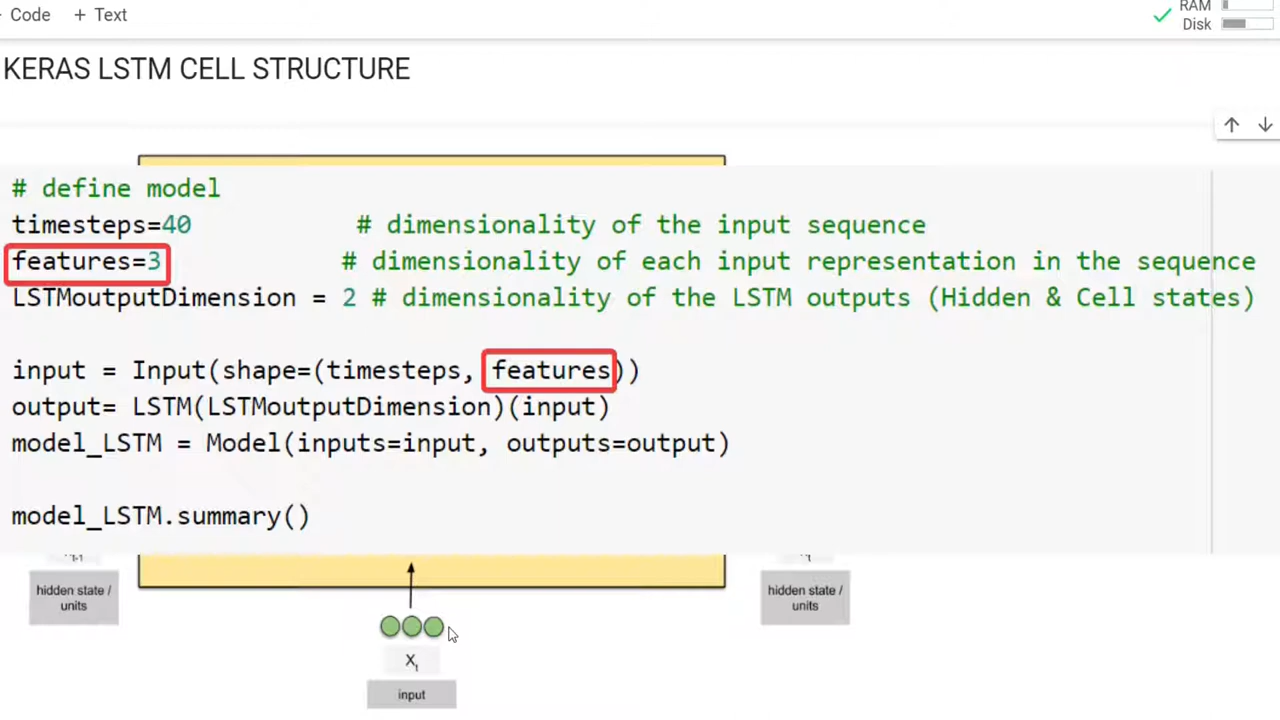 Code + Text
RAM
Disk
KERAS LSTM CELL STRUCTURE
# define model
timesteps=40 # dimensionality of the input sequence
features=3 # dimensionality of each input representation in the sequence
LSTMoutputDimension = 2 # dimensionality of the LSTM outputs (Hidden & Cell states)
input = Input(shape=(timesteps, features))
output= LSTM(LSTMoutputDimension)(input)
model_LSTM = Model(inputs=input, outputs=output)
model_LSTM.summary()
hidden state / units
hidden state / units
Xt
input